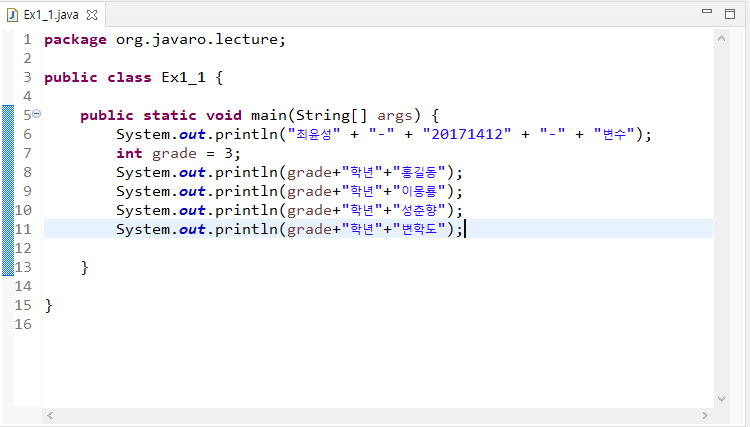 Ex1_1.java
1 package org.javaro.lecture;
2
3 public class Ex1_1 {
4
5 public static void main(String[] args) {
6 System.out.println("최윤성" + "-" + "20171412" + "-" + "변수");
7 int grade = 3;
8 System.out.println(grade+"학년"+"홍길동");
9 System.out.println(grade+"학년"+"이몽룡");
10 System.out.println(grade+"학년"+"성춘향");
11 System.out.println(grade+"학년"+"변학도");
12
13 }
14
15 }
16